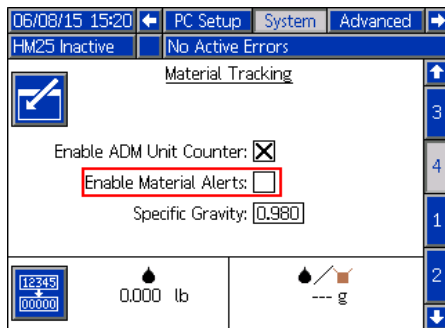 06/08/15 15:20 PC Setup System Advanced
HM25 Inactive No Active Errors
Material Tracking
3
Enable ADM Unit Counter:
4
Enable Material Alerts:
Specific Gravity: 0.980
1
12345
00000
0.000 lb
--- g
2